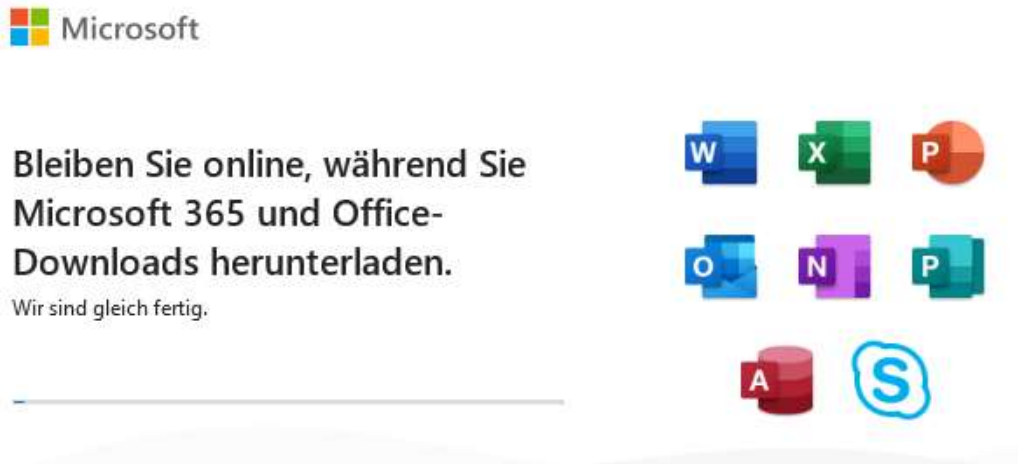 Microsoft
Bleiben Sie online, während Sie
Microsoft 365 und Office-
Downloads herunterladen.
Wir sind gleich fertig.
W X P
O N P
A S